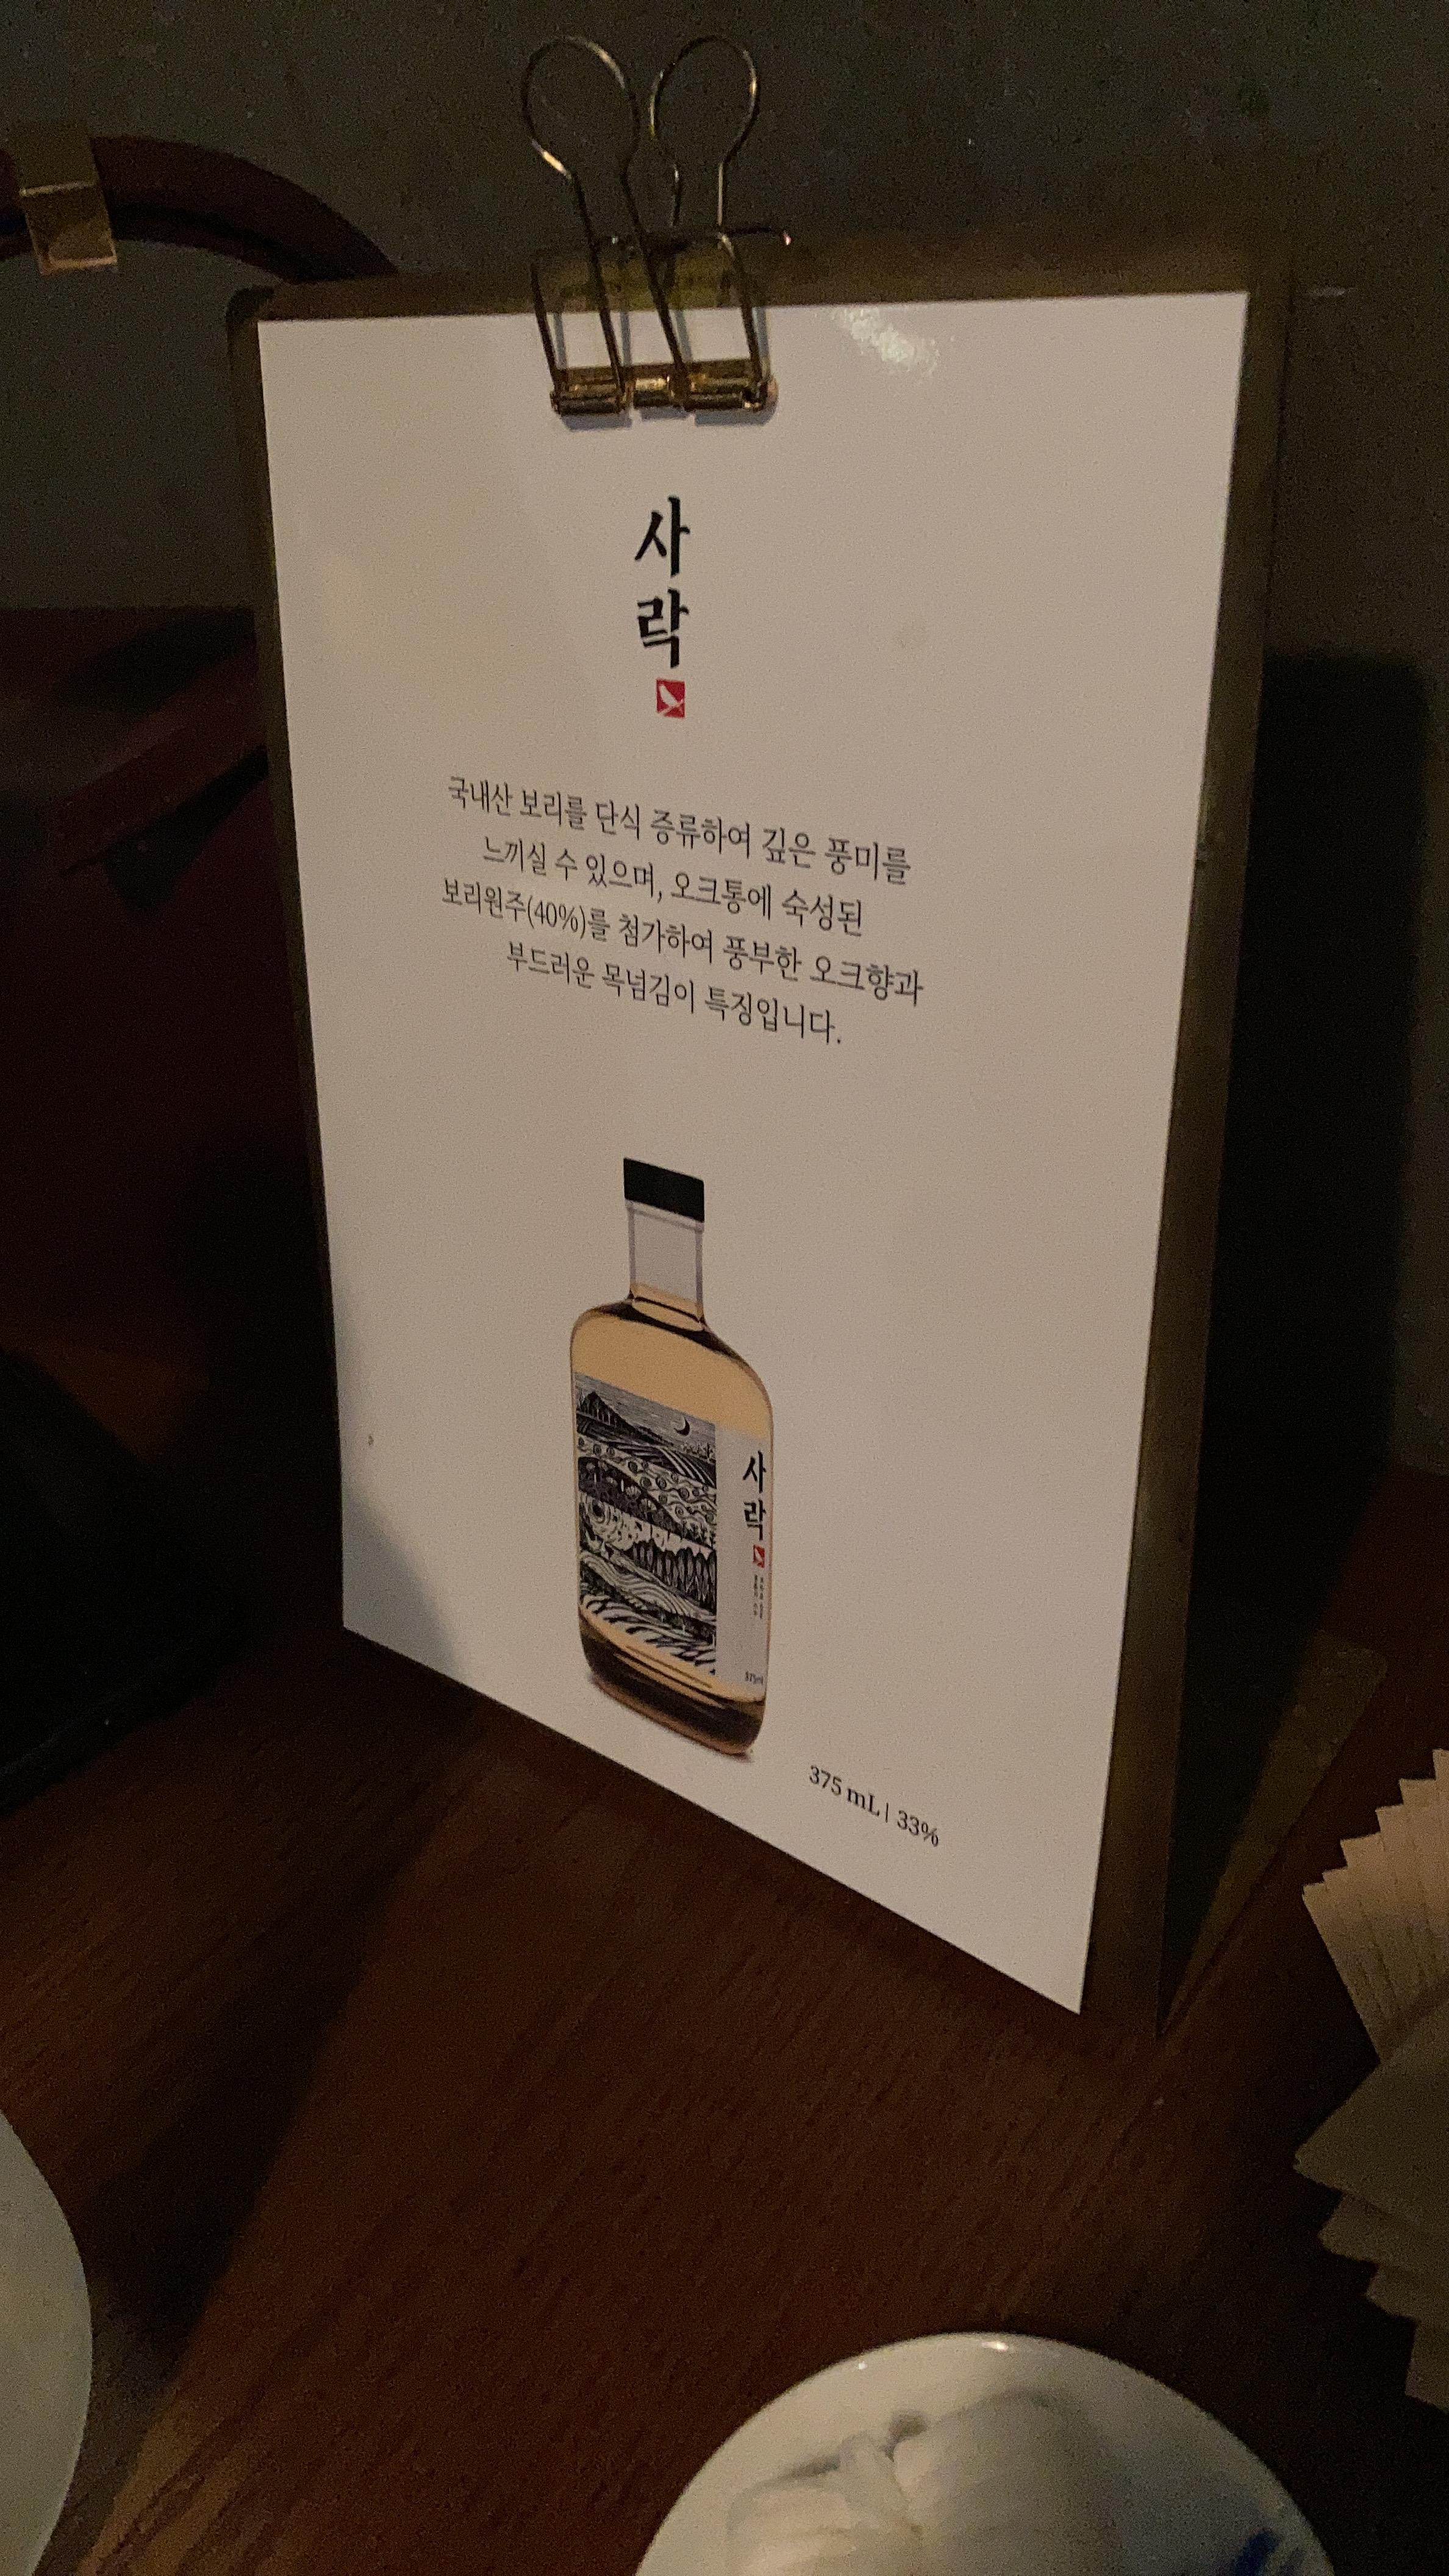 사
락
국내산 보리를 단식 증류하여 깊은 풍미를
느끼실 수 있으며, 오크통에 숙성된
보리원주(40%)를 첨가하여 풍부한 오크향과
부드러운 목넘김이 특징입니다.
사
락
375ml
375 mL | 33%